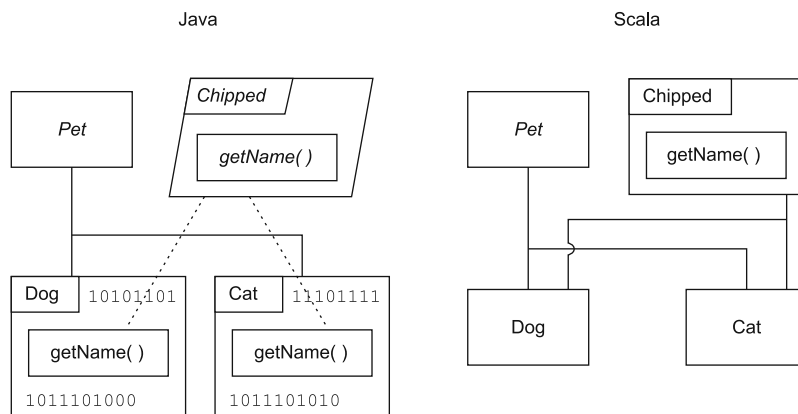 Java
Scala
Pet
Chipped
getName( )
Dog
10101101
getName( )
1011101000
Cat
11101111
getName( )
1011101010
Pet
Chipped
getName( )
Dog
Cat